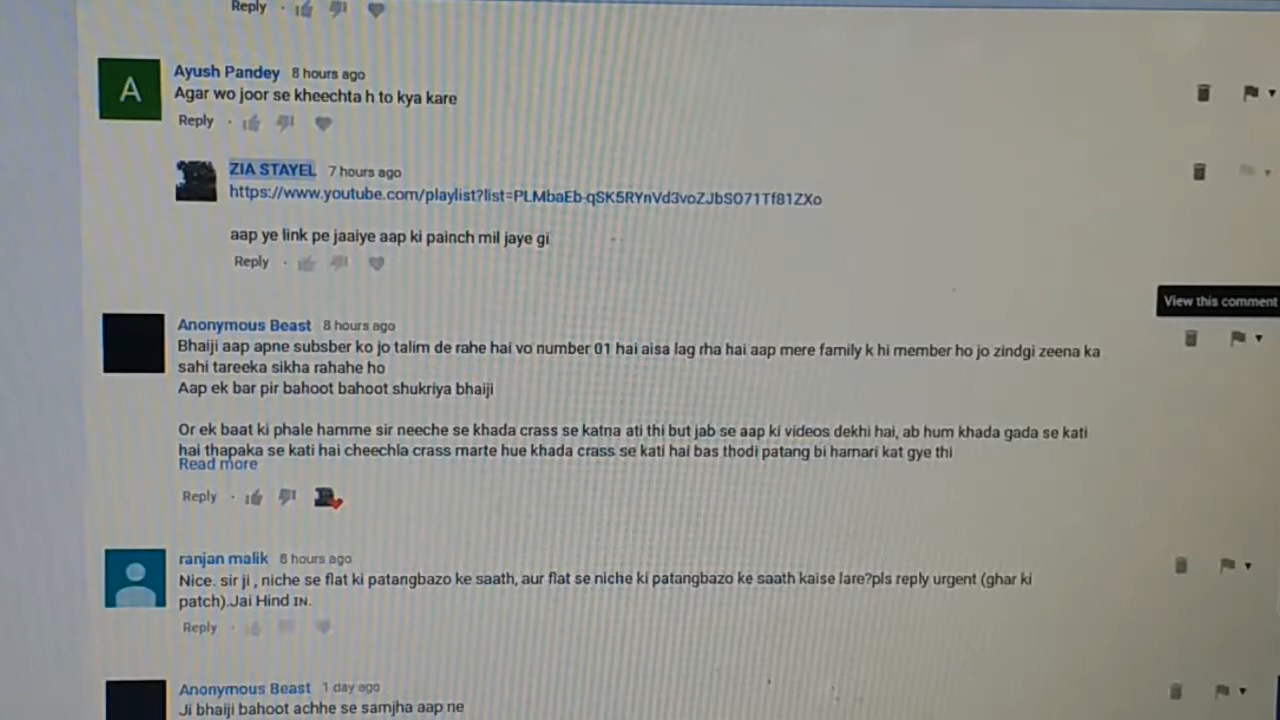 Reply
Ayush Pandey 8 hours ago
Agar wo joor se kheechta h to kya kare
Reply
A
ZIA STAYEL 7 hours ago
https://www.youtube.com/playlist?list=PLMbaEb-qSK5RYnVd3voZJbSO71Tf81ZXo
aap ye link pe jaaiye aap ki painch mil jaye gi
Reply
View this comment
Anonymous Beast 8 hours ago
Bhaiji aap apne subsber ko jo talim de rahe hai vo number 01 hai aisa lag rha hai aap mere family k hi member ho jo zindgi zeena ka
sahi tareeka sikha rahahe ho
Aap ek bar pir bahoot bahoot shukriya bhaiji
Or ek baat ki phale hamme sir neeche se khada crass se katna ati thi but jab se aap ki videos dekhi hai, ab hum khada gada se kati
hai thapaka se kati hai cheechla crass marte hue khada crass se kati hai bas thodi patang bi hamari kat gye thi
Read more
Reply
ranjan malik 8 hours ago
Nice. sir ji , niche se flat ki patangbazo ke saath, aur flat se niche ki patangbazo ke saath kaise lare?pls reply urgent (ghar ki
patch).Jai Hind IN.
Reply
Anonymous Beast 1 day ago
Ji bhaiji bahoot achhe se samjha aap ne